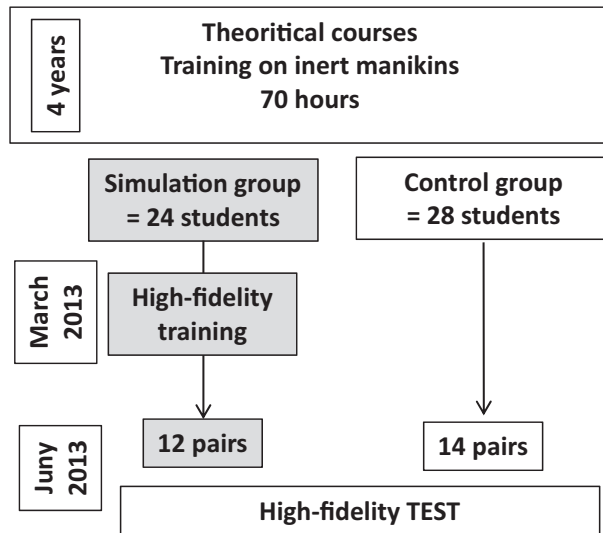 4 years
Theoritical courses
Training on inert manikins
70 hours
Simulation group
= 24 students
Control group
= 28 students
March
2013
High-fidelity
training
Juny
2013
12 pairs
14 pairs
High-fidelity TEST